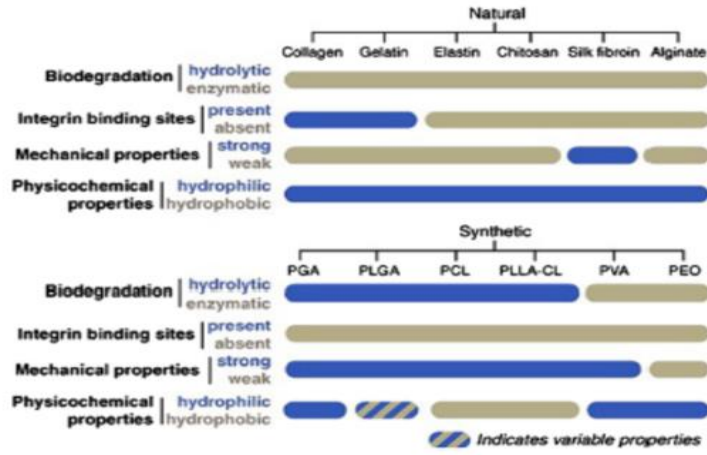 Natural
Collagen Gelatin Elastin Chitosan Silk fibroin Alginate
Biodegradation hydrolytic
enzymatic
Integrin binding sites present
absent
Mechanical properties strong
weak
Physicochemical hydrophilic
properties hydrophobic
Synthetic
PGA PLGA PCL PLLA-CL PVA PEO
Biodegradation hydrolytic
enzymatic
Integrin binding sites present
absent
Mechanical properties strong
weak
Physicochemical hydrophilic
properties hydrophobic
Indicates variable properties